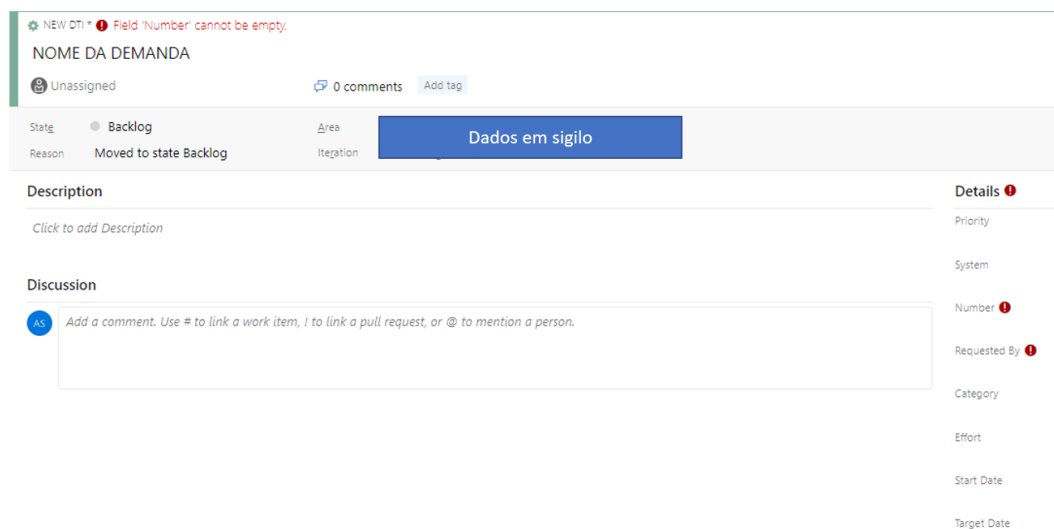 NEW DTI * Field 'Number' cannot be empty.
NOME DA DEMANDA
Unassigned
0 comments
Add tag
State
Backlog
Area
Dados em sigilo
Reason
Moved to state Backlog
Iteration
Description
Click to add Description
Discussion
AS
Add a comment. Use # to link a work item, ! to link a pull request, or @ to mention a person.
Details
Priority
System
Number
Requested By
Category
Effort
Start Date
Target Date